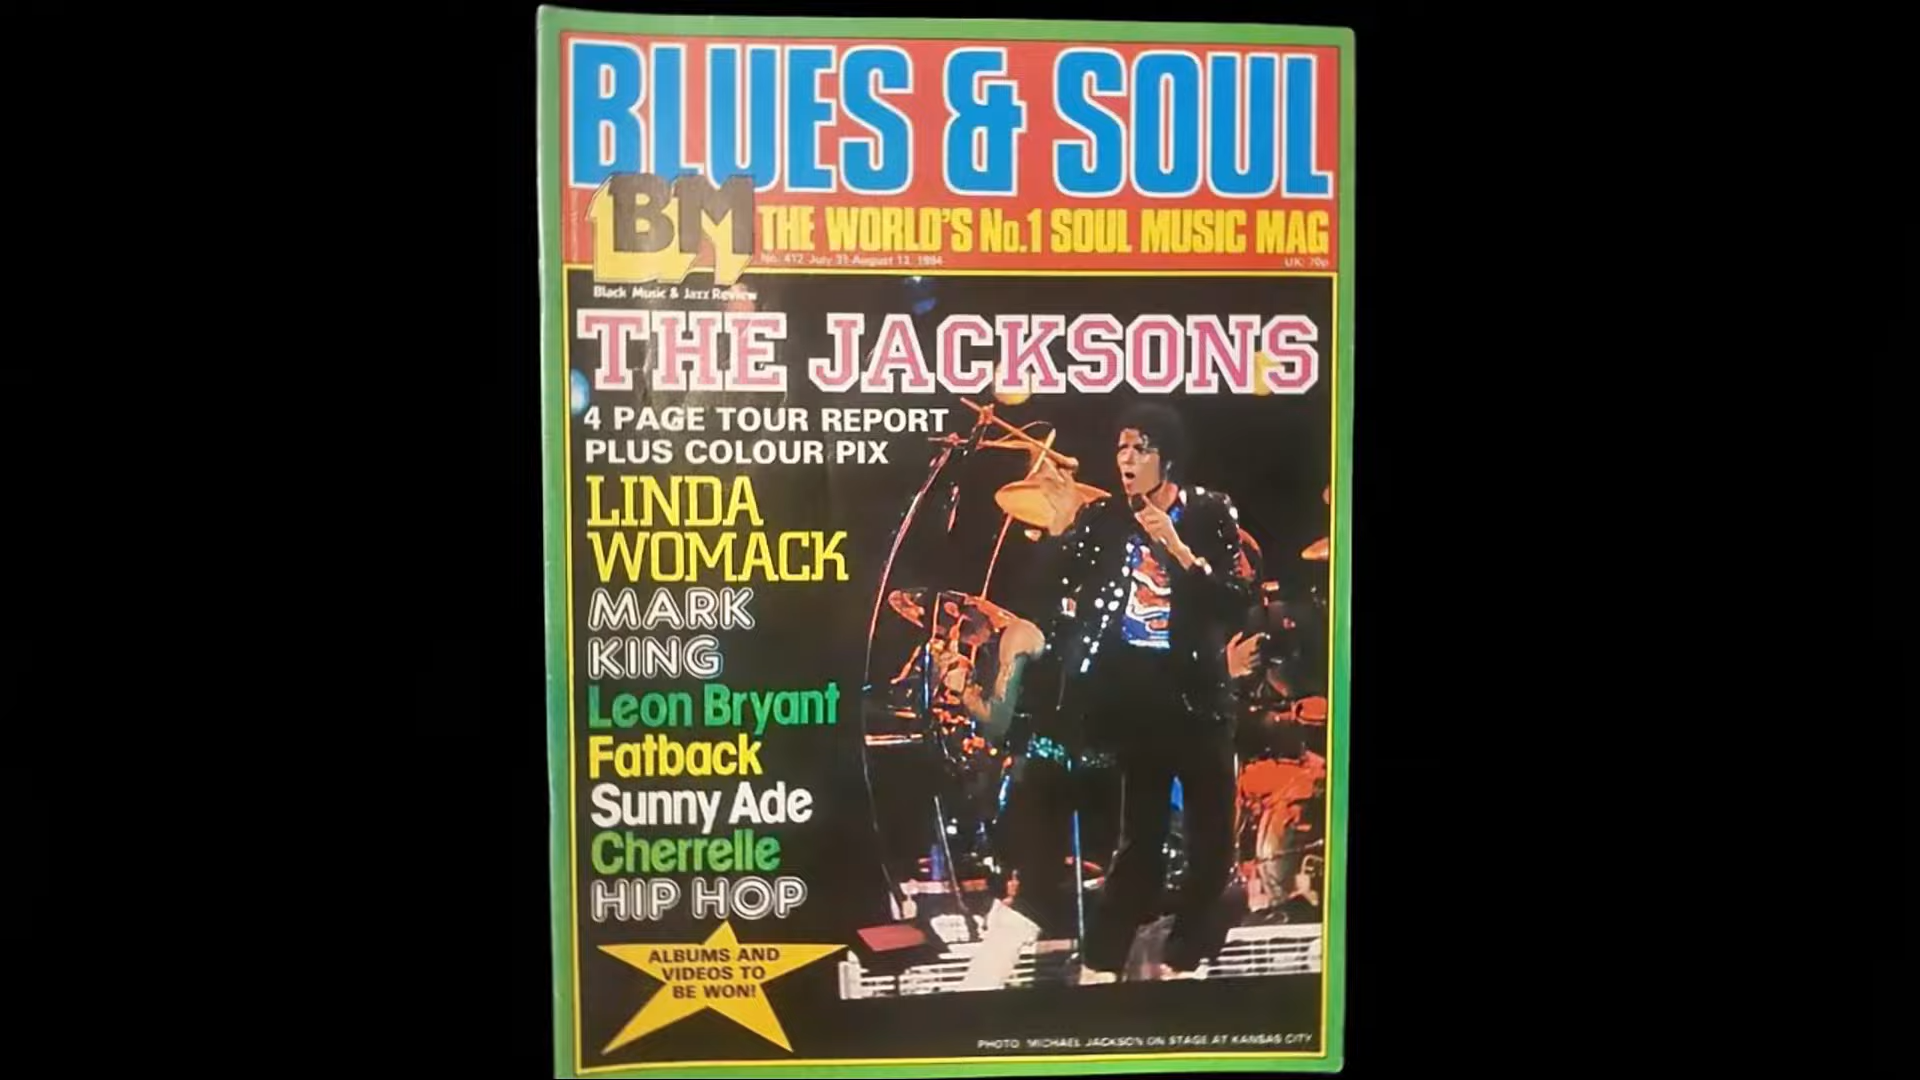 BLUES & SOUL
BM
THE WORLD'S No.1 SOUL MUSIC MAG
No. 412 July 31-August 13, 1984
UK: 70p
Black Music & Jazz Review
THE JACKSONS
4 PAGE TOUR REPORT
PLUS COLOUR PIX
LINDA
WOMACK
MARK
KING
Leon Bryant
Fatback
Sunny Ade
Cherrelle
HIP HOP
ALBUMS AND
VIDEOS TO
BE WON!
PHOTO: MICHAEL JACKSON ON STAGE AT KANSAS CITY